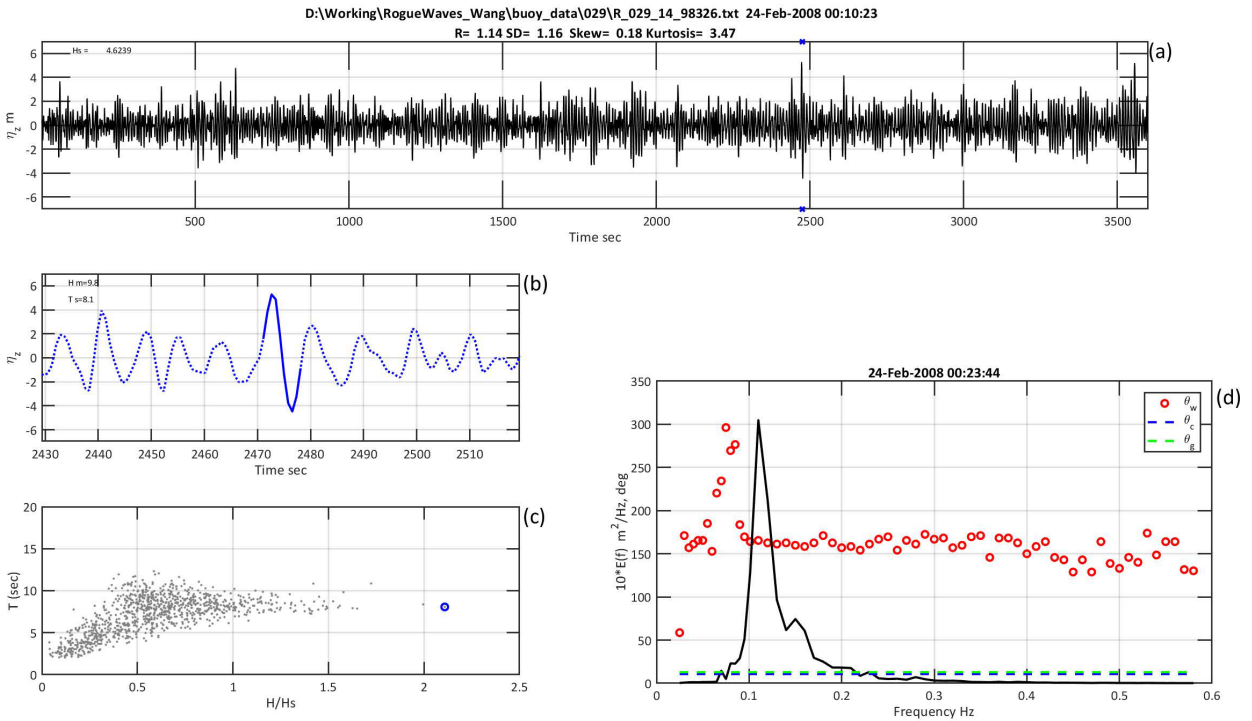 D:\Working\RogueWaves_Wang\buoy_data\029\R_029_14_98326.txt 24-Feb-2008 00:10:23
R= 1.14 SD= 1.16 Skew= 0.18 Kurtosis= 3.47
(a)
Hs = 4.6239
6
4
2
0
-2
-4
-6
η_z m
500
1000
1500
2000
2500
3000
3500
Time sec
(b)
H m=9.8
T s=8.1
6
4
2
0
-2
-4
-6
η_z
2430
2440
2450
2460
2470
2480
2490
2500
2510
Time sec
(c)
20
15
10
5
0
T (sec)
0
0.5
1
1.5
2
2.5
H/Hs
24-Feb-2008 00:23:44
(d)
θ_w
θ_c
θ_g
350
300
250
200
150
100
50
0
10*E(f) m²/Hz, deg
0
0.1
0.2
0.3
0.4
0.5
0.6
Frequency Hz